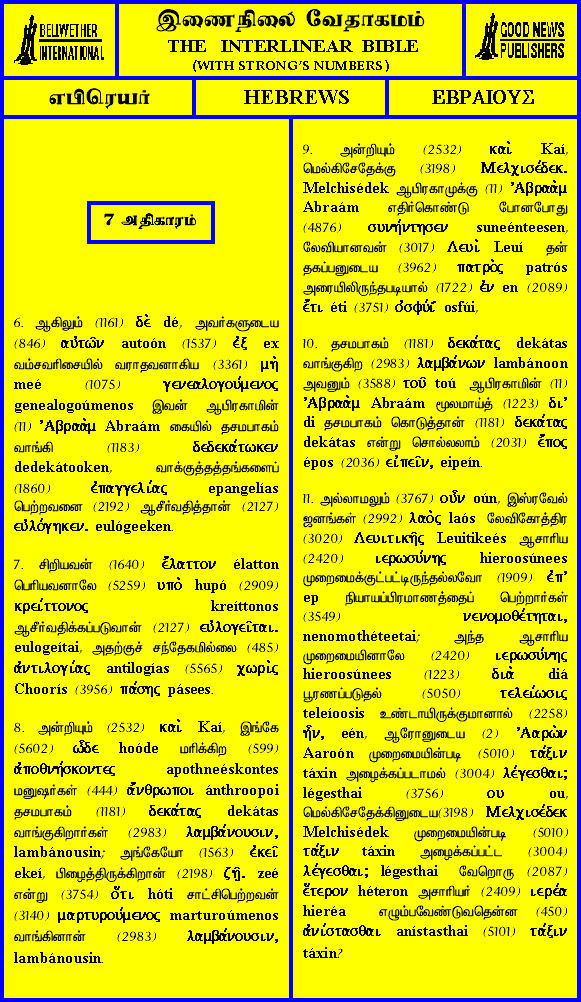 BELLWETHER
INTERNATIONAL
இணைநிலை வேதாகமம்
THE INTERLINEAR BIBLE
(WITH STRONG'S NUMBERS)
GOOD NEWS
PUBLISHERS
எபிரெயர்
HEBREWS
ΕΒΡΑΙΟΥΣ
7 அதிகாரம்
6. ஆகிலும் (1161) δὲ dé, அவர்களுடைய
(846) αὐτῶν autoón (1537) ἐξ ex
வம்சவரிசையில் வராதவனாகிய (3361) μὴ
meé (1075) γενεαλογούμενος
genealogoúmenos இவன் ஆபிரகாமின்
(11) Ἀβραὰμ Abraám கையில் தசமபாகம்
வாங்கி (1183) δεδεκάτωκεν
dedekátooken, வாக்குத்தத்தங்களைப்
(1860) ἐπαγγελίας epangelías
பெற்றவனை (2192) ஆசீர்வதித்தான் (2127)
εὐλόγηκεν. eulógeeken.
7. சிறியவன் (1640) ἔλαττον élatton
பெரியவனாலே (5259) ὑπὸ hupó (2909)
κρείττονος kreíttonos
ஆசீர்வதிக்கப்படுவான் (2127) εὐλογεῖται.
eulogeítai, அதற்குச் சந்தேகமில்லை (485)
ἀντιλογίας antilogías (5565) χωρὶς
Choorís (3956) πάσης pásees.
8. அன்றியும் (2532) καὶ Kaí, இங்கே
(5602) ὧδε hoóde மரிக்கிற (599)
ἀποθνήσκοντες apothneéskontes
மனுஷர்கள் (444) ἄνθρωποι ánthroopoi
தசமபாகம் (1181) δεκάτας dekátas
வாங்குகிறார்கள் (2983) λαμβάνουσιν,
lambánousin; அங்கேயோ (1563) ἐκεῖ
ekeí, பிழைத்திருக்கிறான் (2198) ζῇ. zeé
என்று (3754) ὅτι hóti சாட்சிபெற்றவன்
(3140) μαρτυρούμενος marturoúmenos
வாங்கினான் (2983) λαμβάνουσιν,
lambánousin.
9. அன்றியும் (2532) καὶ Kaí,
மெல்கிசேதேக்கு (3198) Μελχισέδεκ.
Melchisédek ஆபிரகாமுக்கு (11) Ἀβραὰμ
Abraám எதிர்கொண்டு போனபோது
(4876) συνήντησεν suneénteesen,
லேவியானவன் (3017) Λευὶ Leuí தன்
தகப்பனுடைய (3962) πατρὸς patrós
அரையிலிருந்தபடியால் (1722) ἐν en (2089)
ἔτι éti (3751) ὀσφύϊ osfúi,
10. தசமபாகம் (1181) δεκάτας dekátas
வாங்குகிற (2983) λαμβάνων lambánoon
அவனும் (3588) τοῦ toú ஆபிரகாமின் (11)
Ἀβραὰμ Abraám மூலமாய்த் (1223) δι'
di தசமபாகம் கொடுத்தான் (1181) δεκάτας
dekátas என்று சொல்லலாம் (2031) ἔπος
épos (2036) εἰπεῖν, eipeín.
11. அல்லாமலும் (3767) οὖν oún, இஸ்ரவேல்
ஜனங்கள் (2992) λαὸς laós லேவிகோத்திர
(3020) Λευιτικῆς Leuitikeés ஆசாரிய
(2420) ιερωσύνης hieroosúnees
முறைமைக்குட்பட்டிருந்தல்லவோ (1909) ἐπ'
ep நியாயப்பிரமாணத்தைப் பெற்றார்கள்
(3549) νενομοθέτηται,
nenomothéteetai; அந்த ஆசாரிய
முறைமையினாலே (2420) ιερωσύνης
hieroosúnees (1223) διὰ diá
பூரணப்படுதல் (5050) τελείωσις
teleíoosis உண்டாயிருக்குமானால் (2258)
ἦν, eén, ஆரோனுடைய (2) Ἀαρὼν
Aaroón முறைமையின்படி (5010) τάξιν
táxin அழைக்கப்படாமல் (3004) λέγεσθαι;
légesthai (3756) ου ou,
மெல்கிசேதேக்கினுடைய(3198) Μελχισέδεκ
Melchisédek முறைமையின்படி (5010)
τάξιν táxin அழைக்கப்பட்ட (3004)
λέγεσθαι; légesthai வேறொரு (2087)
ἕτερον héteron அசாரியர் (2409) ιερέα
hieréa எழும்பவேண்டுவதென்ன (450)
ἀνίστασθαι anístasthai (5101) τάξιν
táxin?